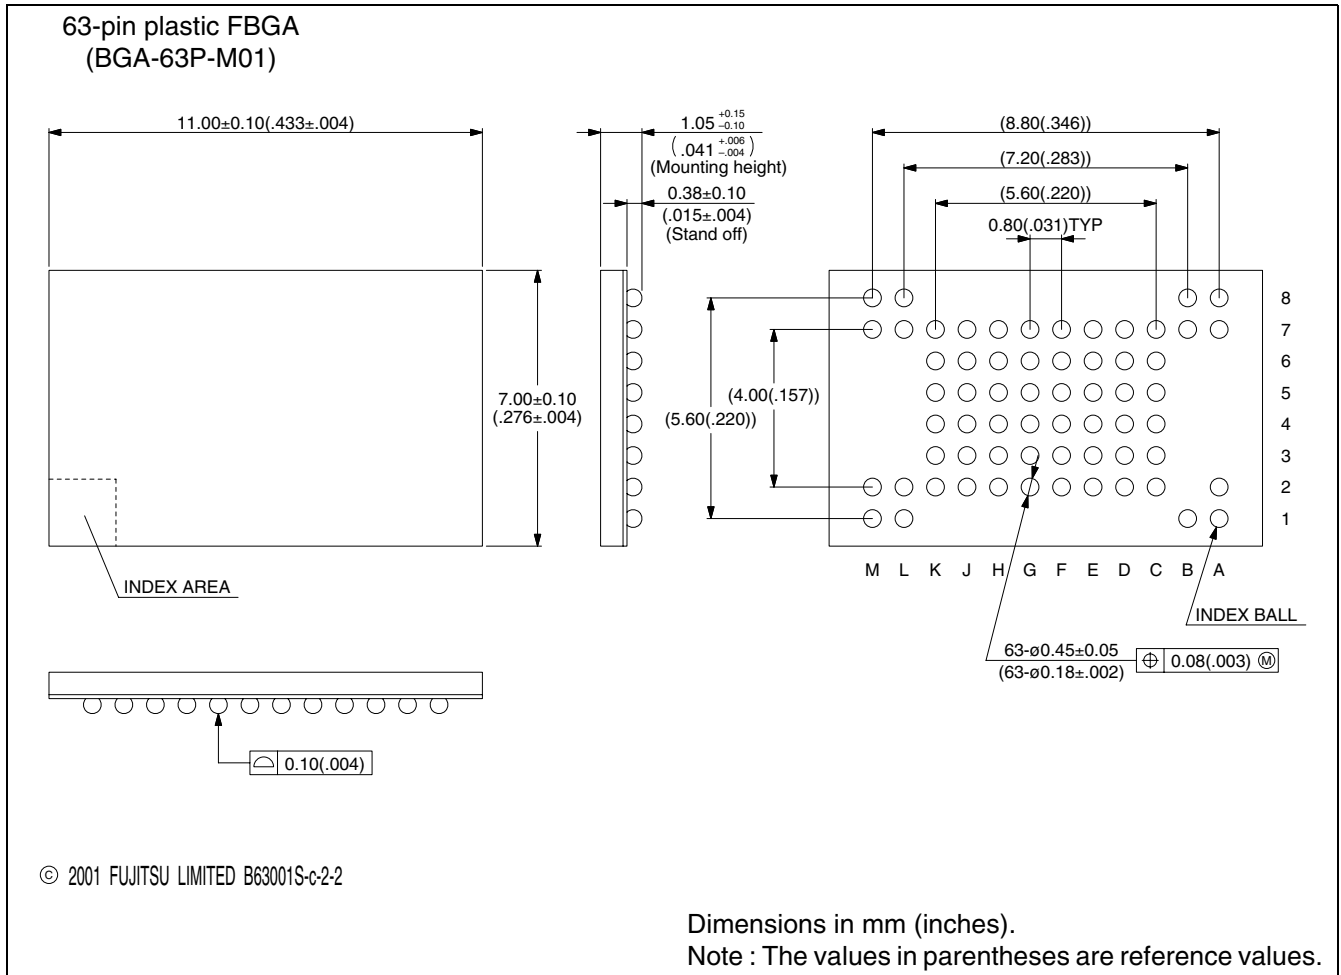 63-pin plastic FBGA
(BGA-63P-M01)
11.00±0.10(.433±.004)
1.05 +0.15 –0.10
(.041 +.006 –.004)
(Mounting height)
0.38±0.10
(.015±.004)
(Stand off)
(8.80(.346))
(7.20(.283))
(5.60(.220))
0.80(.031)TYP
7.00±0.10
(.276±.004)
(5.60(.220))
(4.00(.157))
8
7
6
5
4
3
2
1
M L K J H G F E D C B A
INDEX AREA
INDEX BALL
63-ø0.45±0.05
(63-ø0.18±.002)
⌖ 0.08(.003) Ⓜ
⌓ 0.10(.004)
© 2001 FUJITSU LIMITED B63001S-c-2-2
Dimensions in mm (inches).
Note : The values in parentheses are reference values.